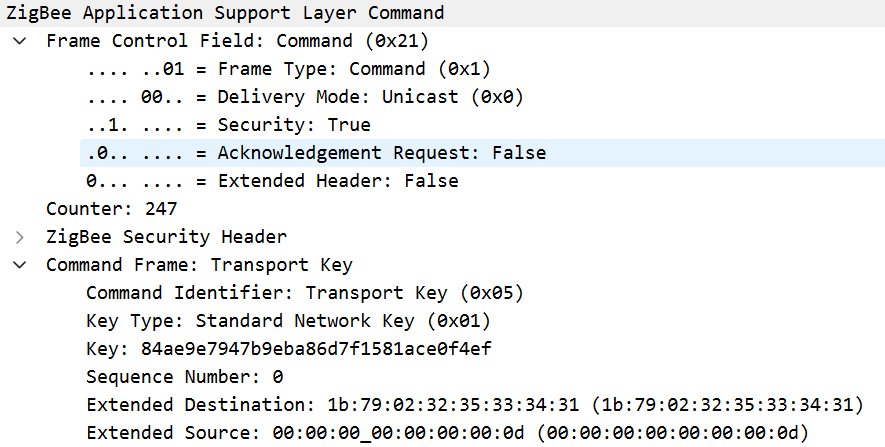 ZigBee Application Support Layer Command
Frame Control Field: Command (0x21)
.... ..01 = Frame Type: Command (0x1)
.... 00.. = Delivery Mode: Unicast (0x0)
..1. .... = Security: True
.0.. .... = Acknowledgement Request: False
0... .... = Extended Header: False
Counter: 247
ZigBee Security Header
Command Frame: Transport Key
Command Identifier: Transport Key (0x05)
Key Type: Standard Network Key (0x01)
Key: 84ae9e7947b9eba86d7f1581ace0f4ef
Sequence Number: 0
Extended Destination: 1b:79:02:32:35:33:34:31 (1b:79:02:32:35:33:34:31)
Extended Source: 00:00:00_00:00:00:00:0d (00:00:00:00:00:00:00:0d)